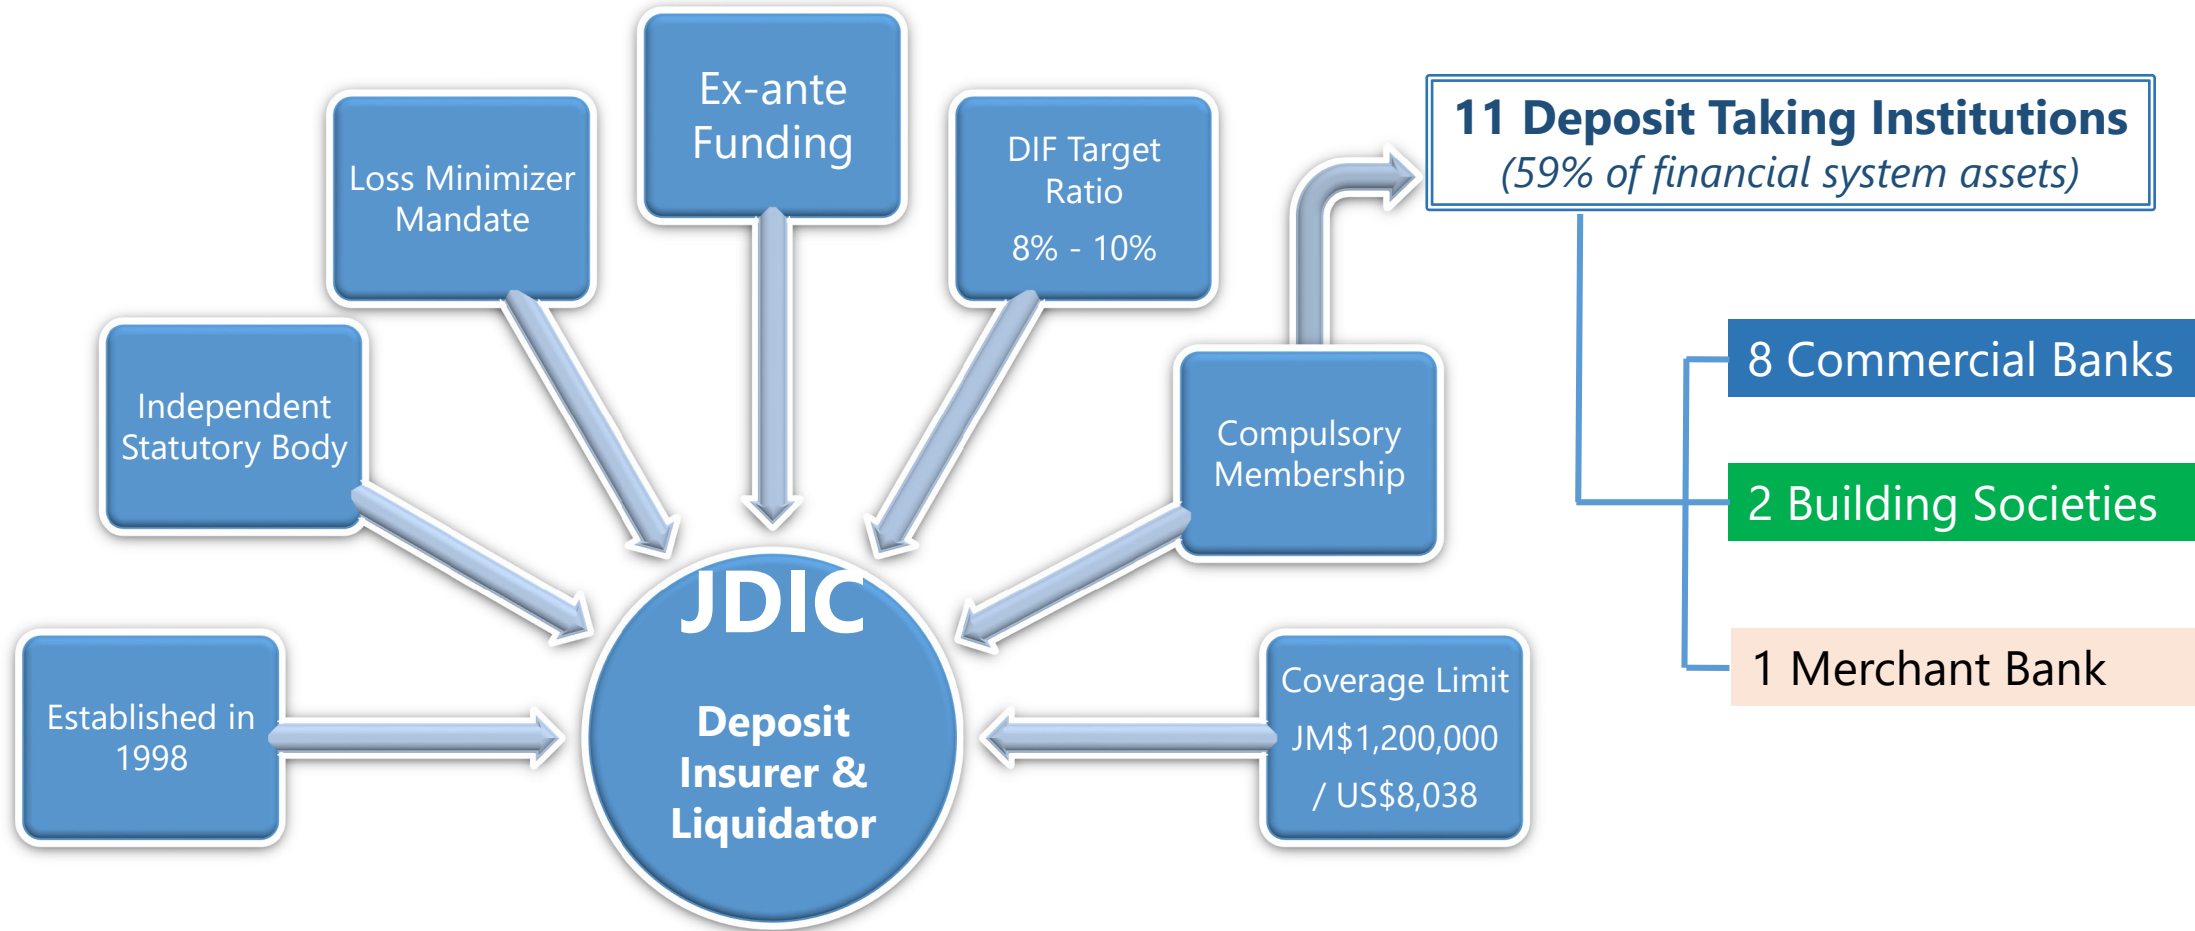 Established in
1998
Independent
Statutory Body
Loss Minimizer
Mandate
Ex-ante
Funding
DIF Target
Ratio
8% - 10%
Compulsory
Membership
Coverage Limit
JM$1,200,000
/ US$8,038
JDIC
Deposit
Insurer &
Liquidator
11 Deposit Taking Institutions
(59% of financial system assets)
8 Commercial Banks
2 Building Societies
1 Merchant Bank